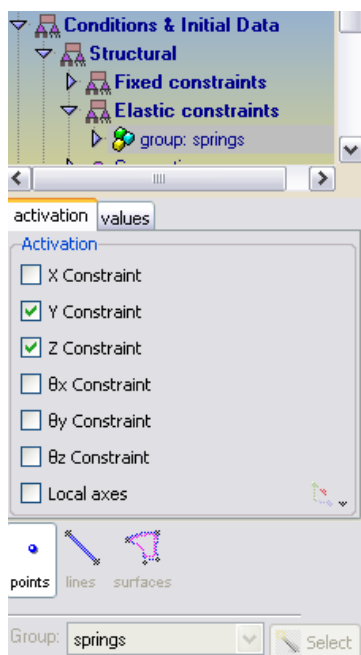 Conditions & Initial Data
Structural
Fixed constraints
Elastic constraints
group: springs
activation values
Activation
X Constraint
Y Constraint
Z Constraint
θx Constraint
θy Constraint
θz Constraint
Local axes
points lines surfaces
Group: springs Select